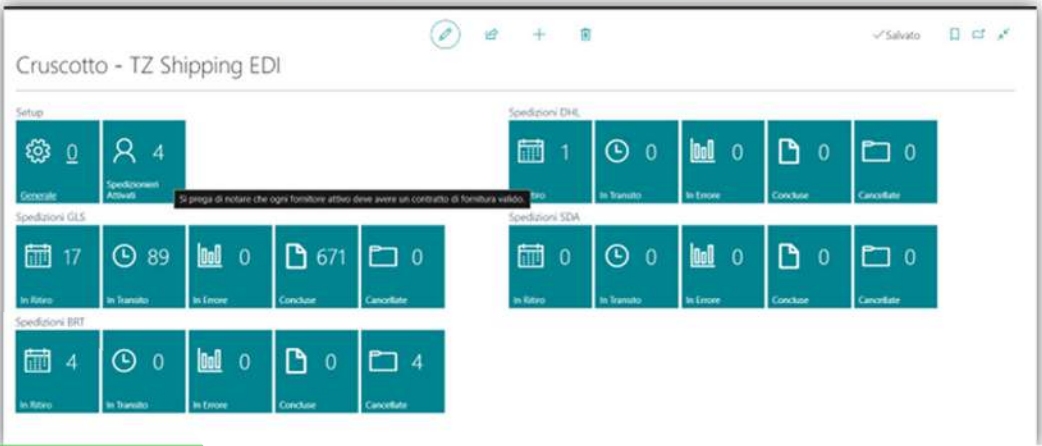 Salvato
Cruscotto - TZ Shipping EDI
Setup
0
Generale
4
Spedizionieri
Attivati
Si prega di notare che ogni fornitore attivo deve avere un contratto di fornitura valido.
Spedizioni DHL
1
Ritiro
0
In Transito
0
In Errore
0
Concluse
0
Cancellate
Spedizioni GLS
17
In Ritiro
89
In Transito
0
In Errore
671
Concluse
0
Cancellate
Spedizioni SDA
0
In Ritiro
0
In Transito
0
In Errore
0
Concluse
0
Cancellate
Spedizioni BRT
4
In Ritiro
0
In Transito
0
In Errore
0
Concluse
4
Cancellate